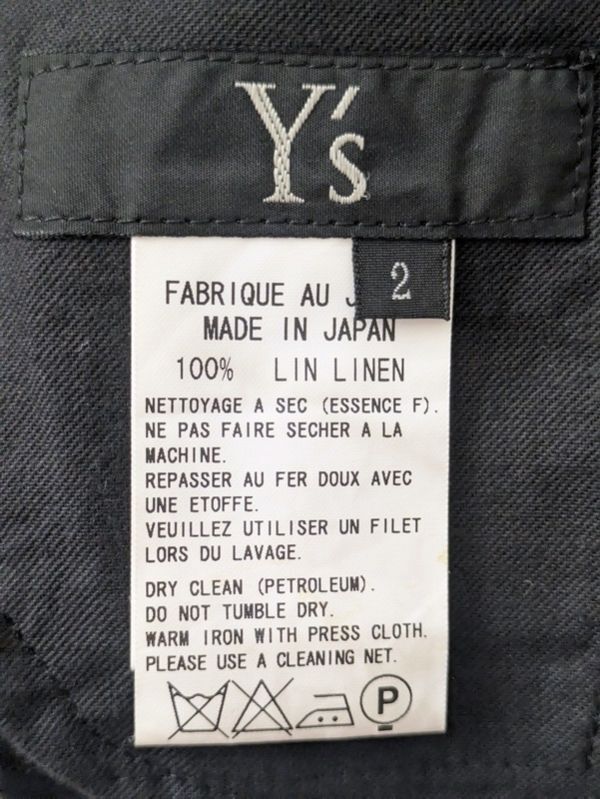 Y's
2
FABRIQUE AU J
MADE IN JAPAN
100% LIN LINEN
NETTOYAGE A SEC (ESSENCE F).
NE PAS FAIRE SECHER A LA
MACHINE.
REPASSER AU FER DOUX AVEC
UNE ETOFFE.
VEUILLEZ UTILISER UN FILET
LORS DU LAVAGE.
DRY CLEAN (PETROLEUM).
DO NOT TUMBLE DRY.
WARM IRON WITH PRESS CLOTH.
PLEASE USE A CLEANING NET.
P